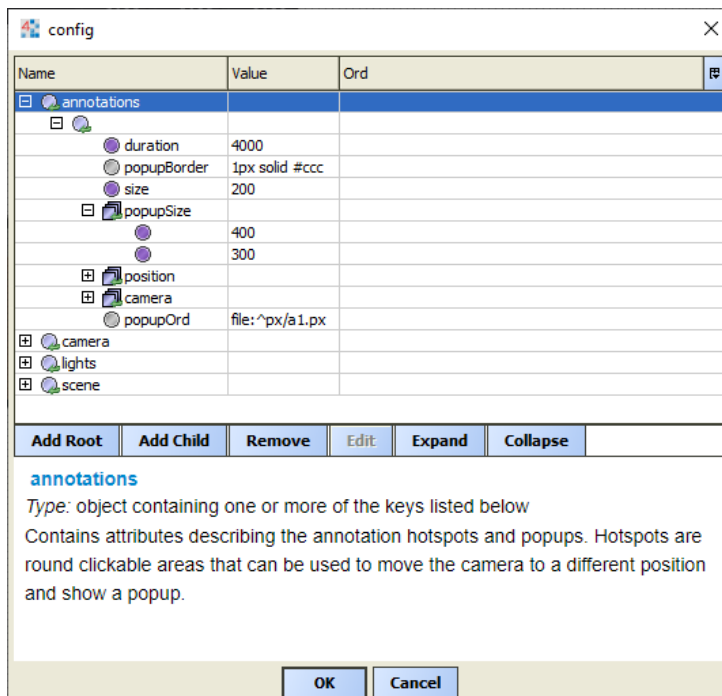 config
Name Value Ord
annotations
duration 4000
popupBorder 1px solid #ccc
size 200
popupSize
400
300
position
camera
popupOrd file:^px/a1.px
camera
lights
scene
Add Root Add Child Remove Edit Expand Collapse
annotations
Type: object containing one or more of the keys listed below
Contains attributes describing the annotation hotspots and popups. Hotspots are
round clickable areas that can be used to move the camera to a different position
and show a popup.
OK Cancel